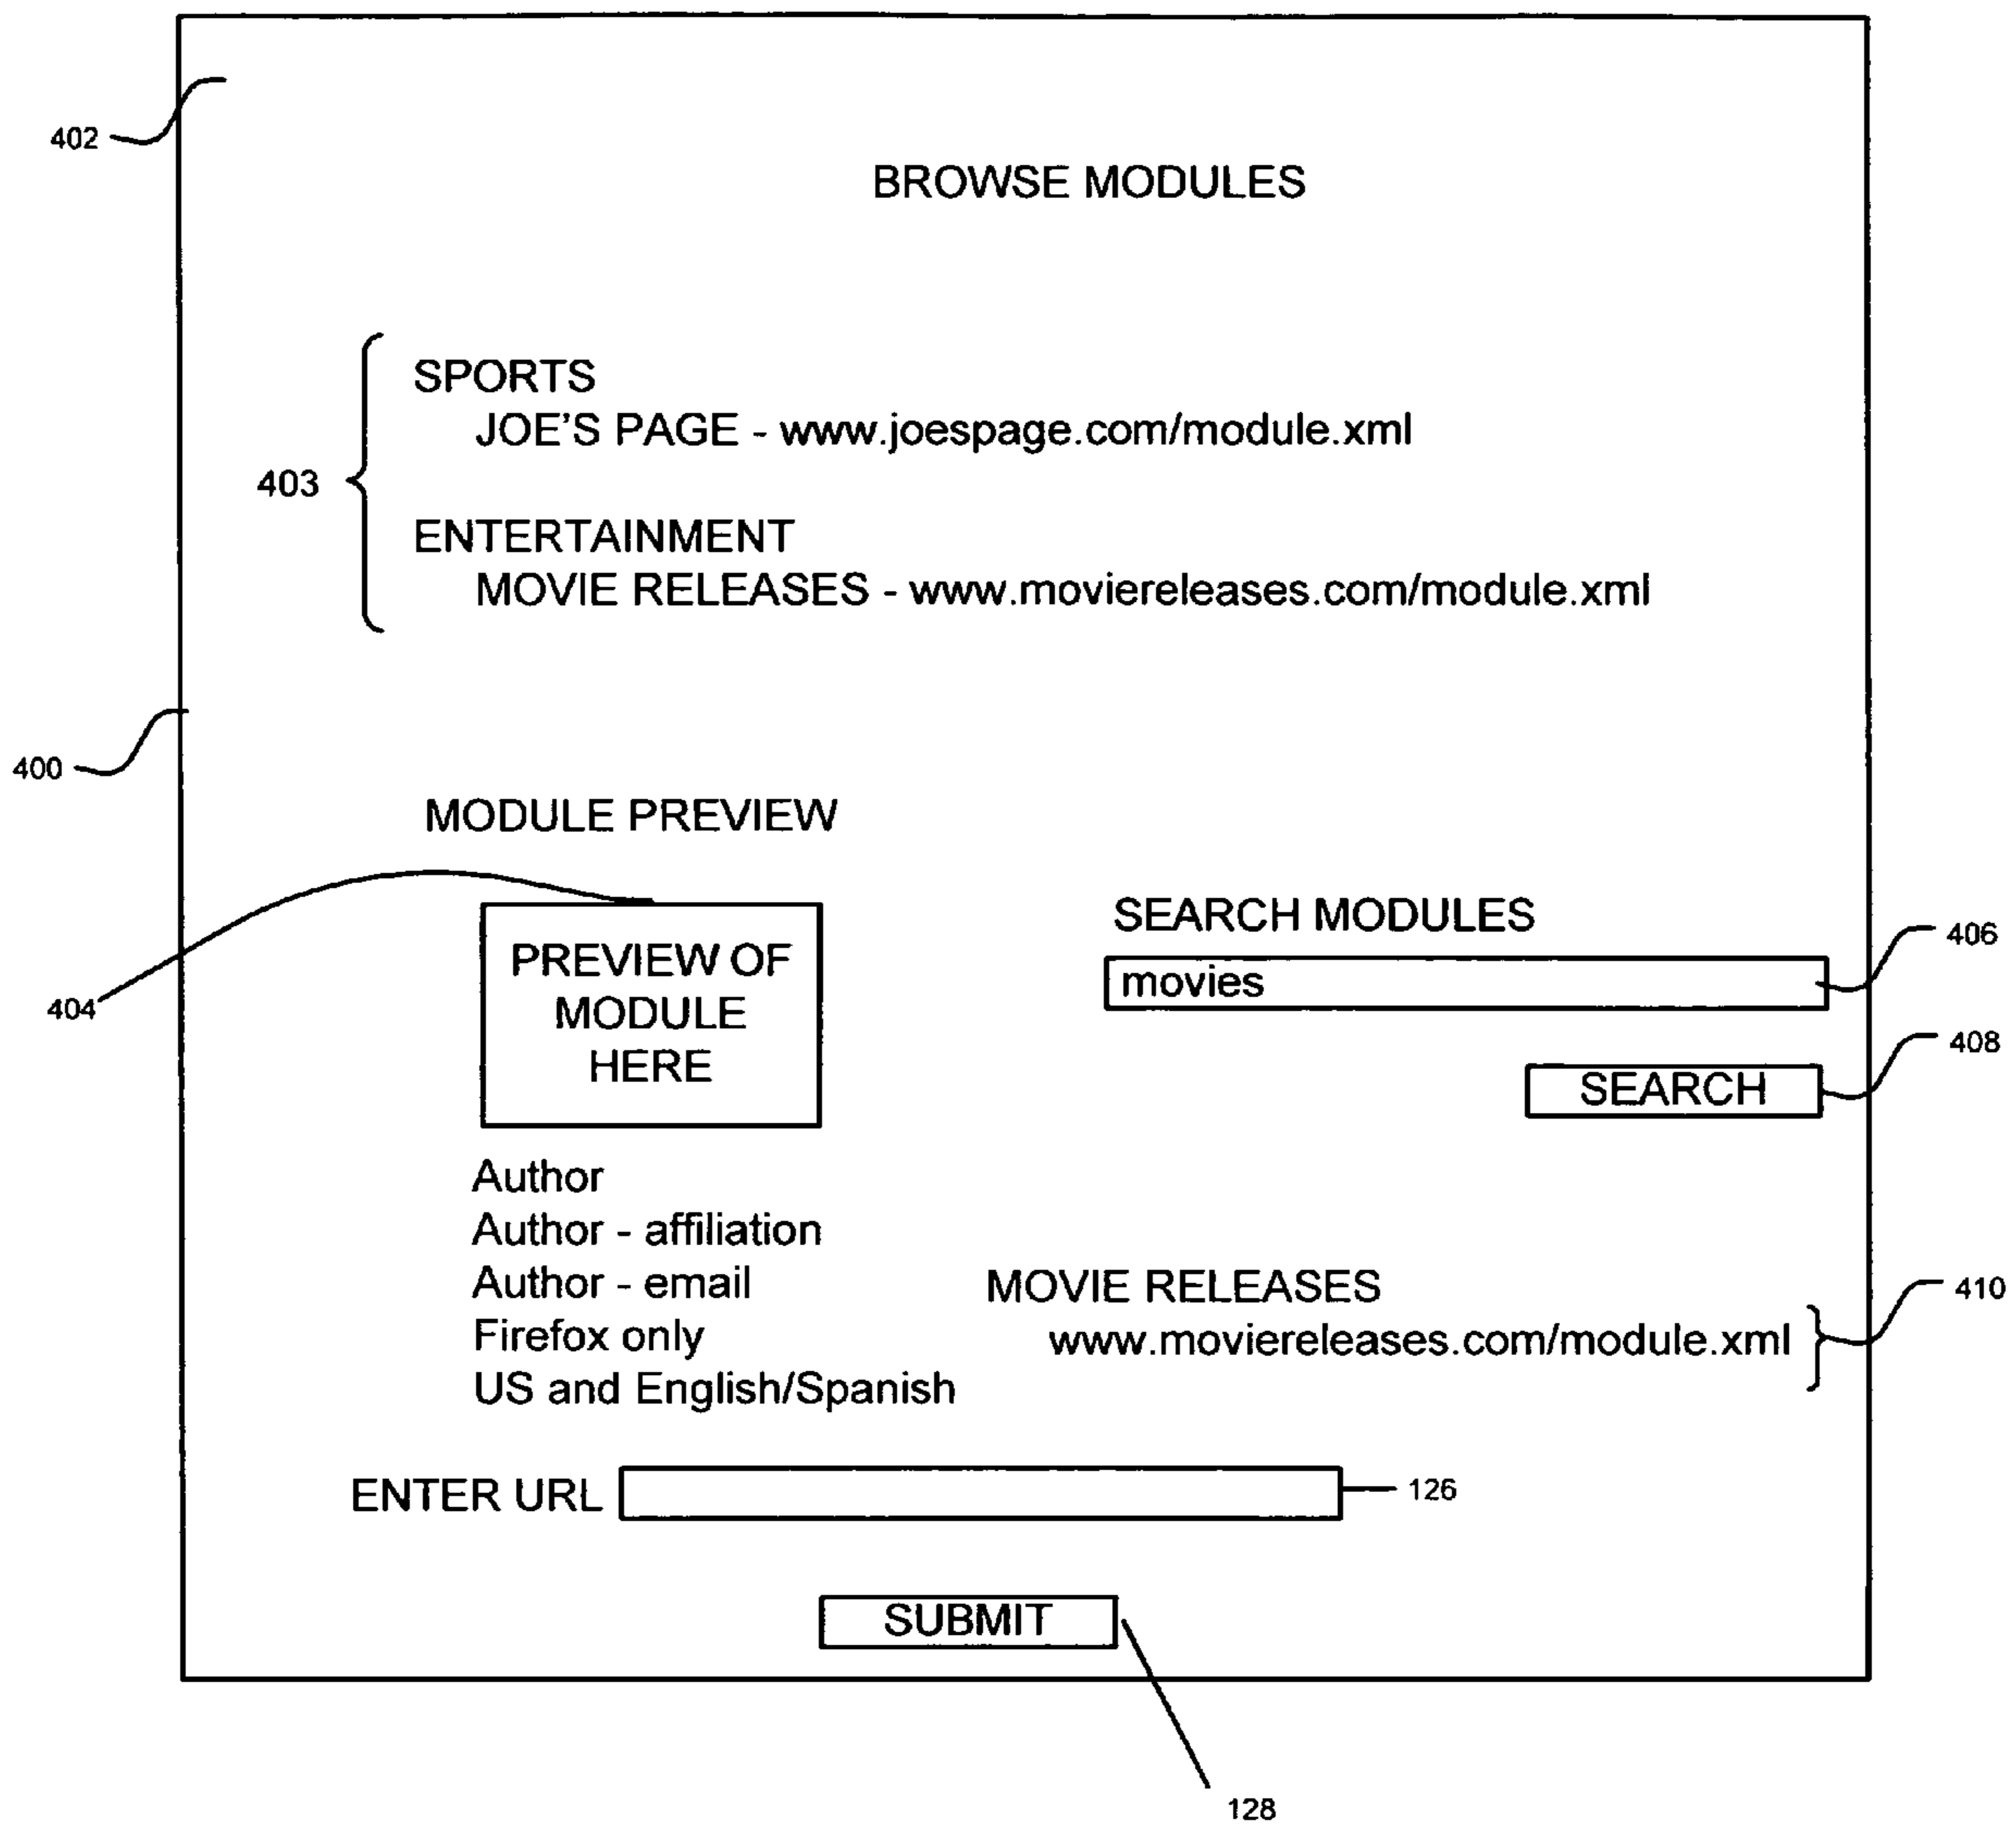 402
BROWSE MODULES
403
SPORTS
JOE'S PAGE - www.joespage.com/module.xml
ENTERTAINMENT
MOVIE RELEASES - www.moviereleases.com/module.xml
400
MODULE PREVIEW
404
PREVIEW OF
MODULE
HERE
SEARCH MODULES
406
movies
408
SEARCH
Author
Author - affiliation
Author - email
Firefox only
US and English/Spanish
MOVIE RELEASES
www.moviereleases.com/module.xml
410
ENTER URL
126
SUBMIT
128